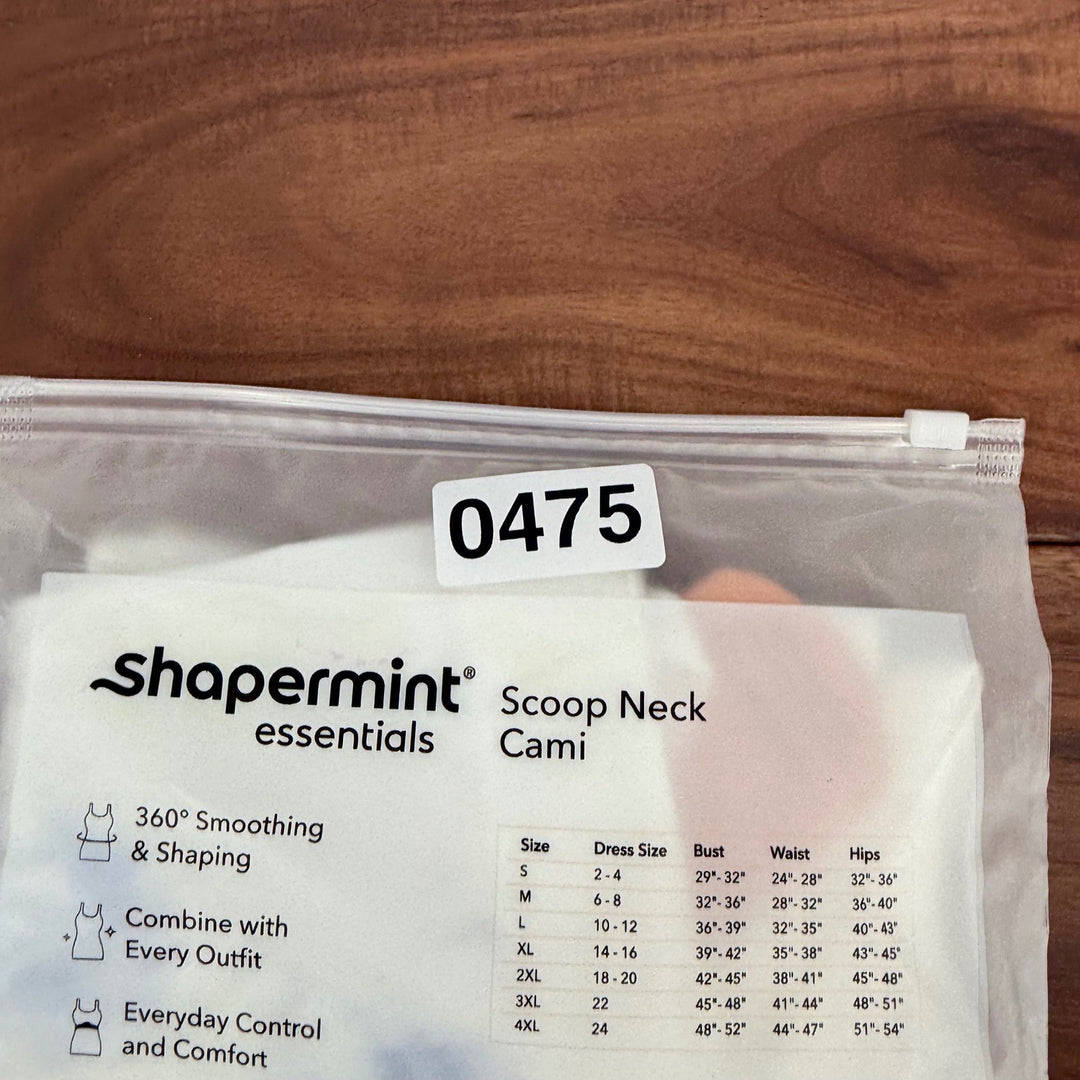 0475
Shapermint®
essentials
Scoop Neck
Cami
360° Smoothing
& Shaping
Combine with
Every Outfit
Everyday Control
and Comfort
Size Dress Size Bust Waist Hips
S 2 - 4 29"- 32" 24"- 28" 32"- 36"
M 6 - 8 32"- 36" 28"- 32" 36"- 40"
L 10 - 12 36"- 39" 32"- 35" 40"- 43"
XL 14 - 16 39"- 42" 35"- 38" 43"- 45"
2XL 18 - 20 42"- 45" 38"- 41" 45"- 48"
3XL 22 45"- 48" 41"- 44" 48"- 51"
4XL 24 48"- 52" 44"- 47" 51"- 54"